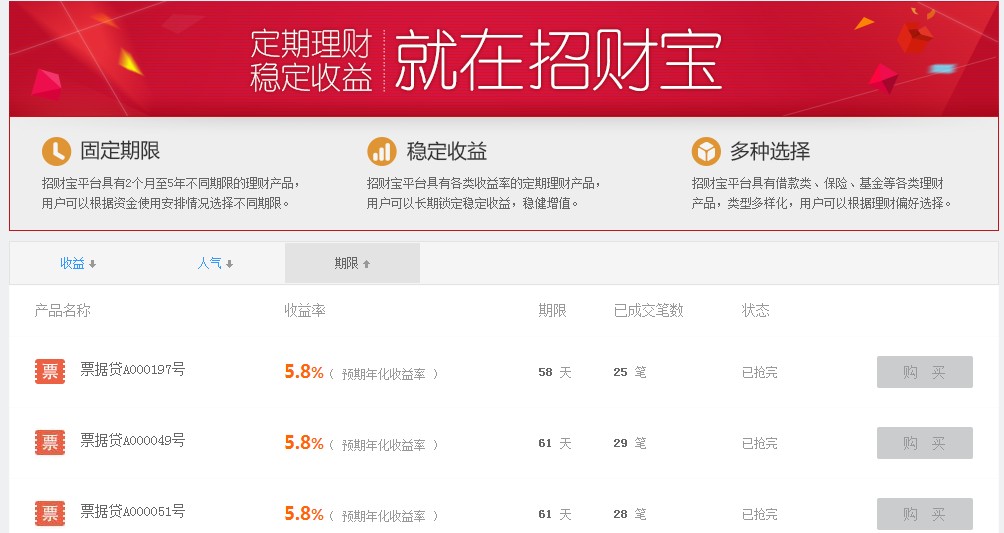 定期理财
稳定收益
就在招财宝
固定期限
招财宝平台具有2个月至5年不同期限的理财产品，
用户可以根据资金使用安排情况选择不同期限。
稳定收益
招财宝平台具有各类收益率的定期理财产品，
用户可以长期锁定稳定收益，稳健增值。
多种选择
招财宝平台具有借款类、保险、基金等各类理财
产品，类型多样化，用户可以根据理财偏好选择。
收益 人气 期限
产品名称 收益率 期限 已成交笔数 状态
票 票据贷A000197号 5.8%（ 预期年化收益率 ） 58 天 25 笔 已抢完 购 买
票 票据贷A000049号 5.8%（ 预期年化收益率 ） 61 天 29 笔 已抢完 购 买
票 票据贷A000051号 5.8%（ 预期年化收益率 ） 61 天 28 笔 已抢完 购 买